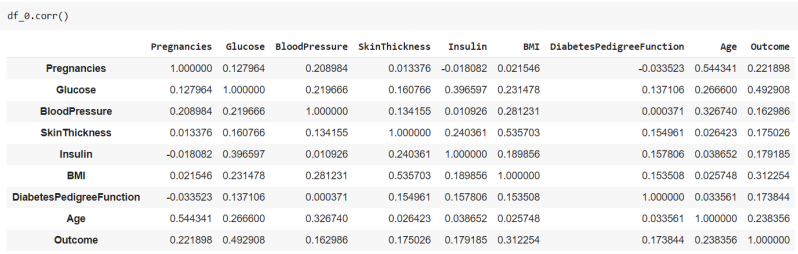 df_0.corr()
Pregnancies Glucose BloodPressure SkinThickness Insulin BMI DiabetesPedigreeFunction Age Outcome
Pregnancies 1.000000 0.127964 0.208984 0.013376 -0.018082 0.021546 -0.033523 0.544341 0.221898
Glucose 0.127964 1.000000 0.219666 0.160766 0.396597 0.231478 0.137106 0.266600 0.492908
BloodPressure 0.208984 0.219666 1.000000 0.134155 0.010926 0.281231 0.000371 0.326740 0.162986
SkinThickness 0.013376 0.160766 0.134155 1.000000 0.240361 0.535703 0.154961 0.026423 0.175026
Insulin -0.018082 0.396597 0.010926 0.240361 1.000000 0.189856 0.157806 0.038652 0.179185
BMI 0.021546 0.231478 0.281231 0.535703 0.189856 1.000000 0.153508 0.025748 0.312254
DiabetesPedigreeFunction -0.033523 0.137106 0.000371 0.154961 0.157806 0.153508 1.000000 0.033561 0.173844
Age 0.544341 0.266600 0.326740 0.026423 0.038652 0.025748 0.033561 1.000000 0.238356
Outcome 0.221898 0.492908 0.162986 0.175026 0.179185 0.312254 0.173844 0.238356 1.000000